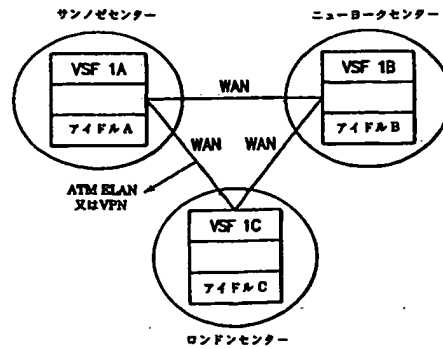 サンノゼセンター
ニューヨークセンター
VSF 1A
アイドルA
WAN
VSF 1B
アイドルB
WAN
WAN
ATM ELAN
又はVPN
VSF 1C
アイドルC
ロンドンセンター